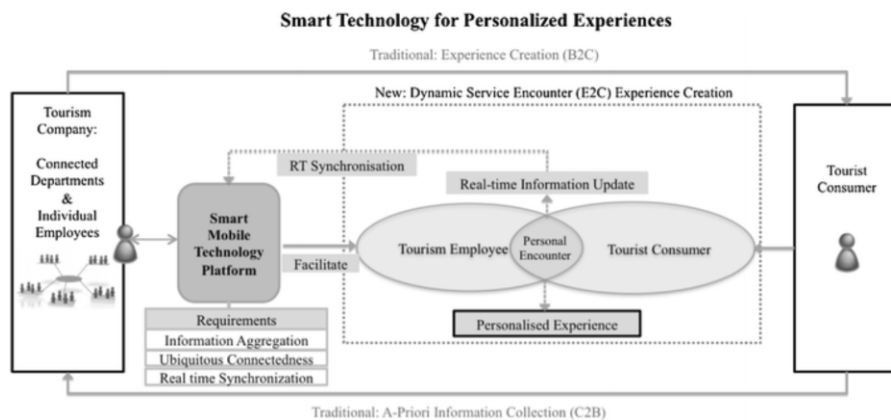 Smart Technology for Personalized Experiences
Traditional: Experience Creation (B2C)
New: Dynamic Service Encounter (E2C) Experience Creation
Tourism
Company:
Connected
Departments
&
Individual
Employees
RT Synchronisation
Real-time Information Update
Smart
Mobile
Technology
Platform
Facilitate
Tourism Employee
Personal
Encounter
Tourist Consumer
Tourist
Consumer
Personalised Experience
Requirements
Information Aggregation
Ubiquitous Connectedness
Real time Synchronization
Traditional: A-Priori Information Collection (C2B)